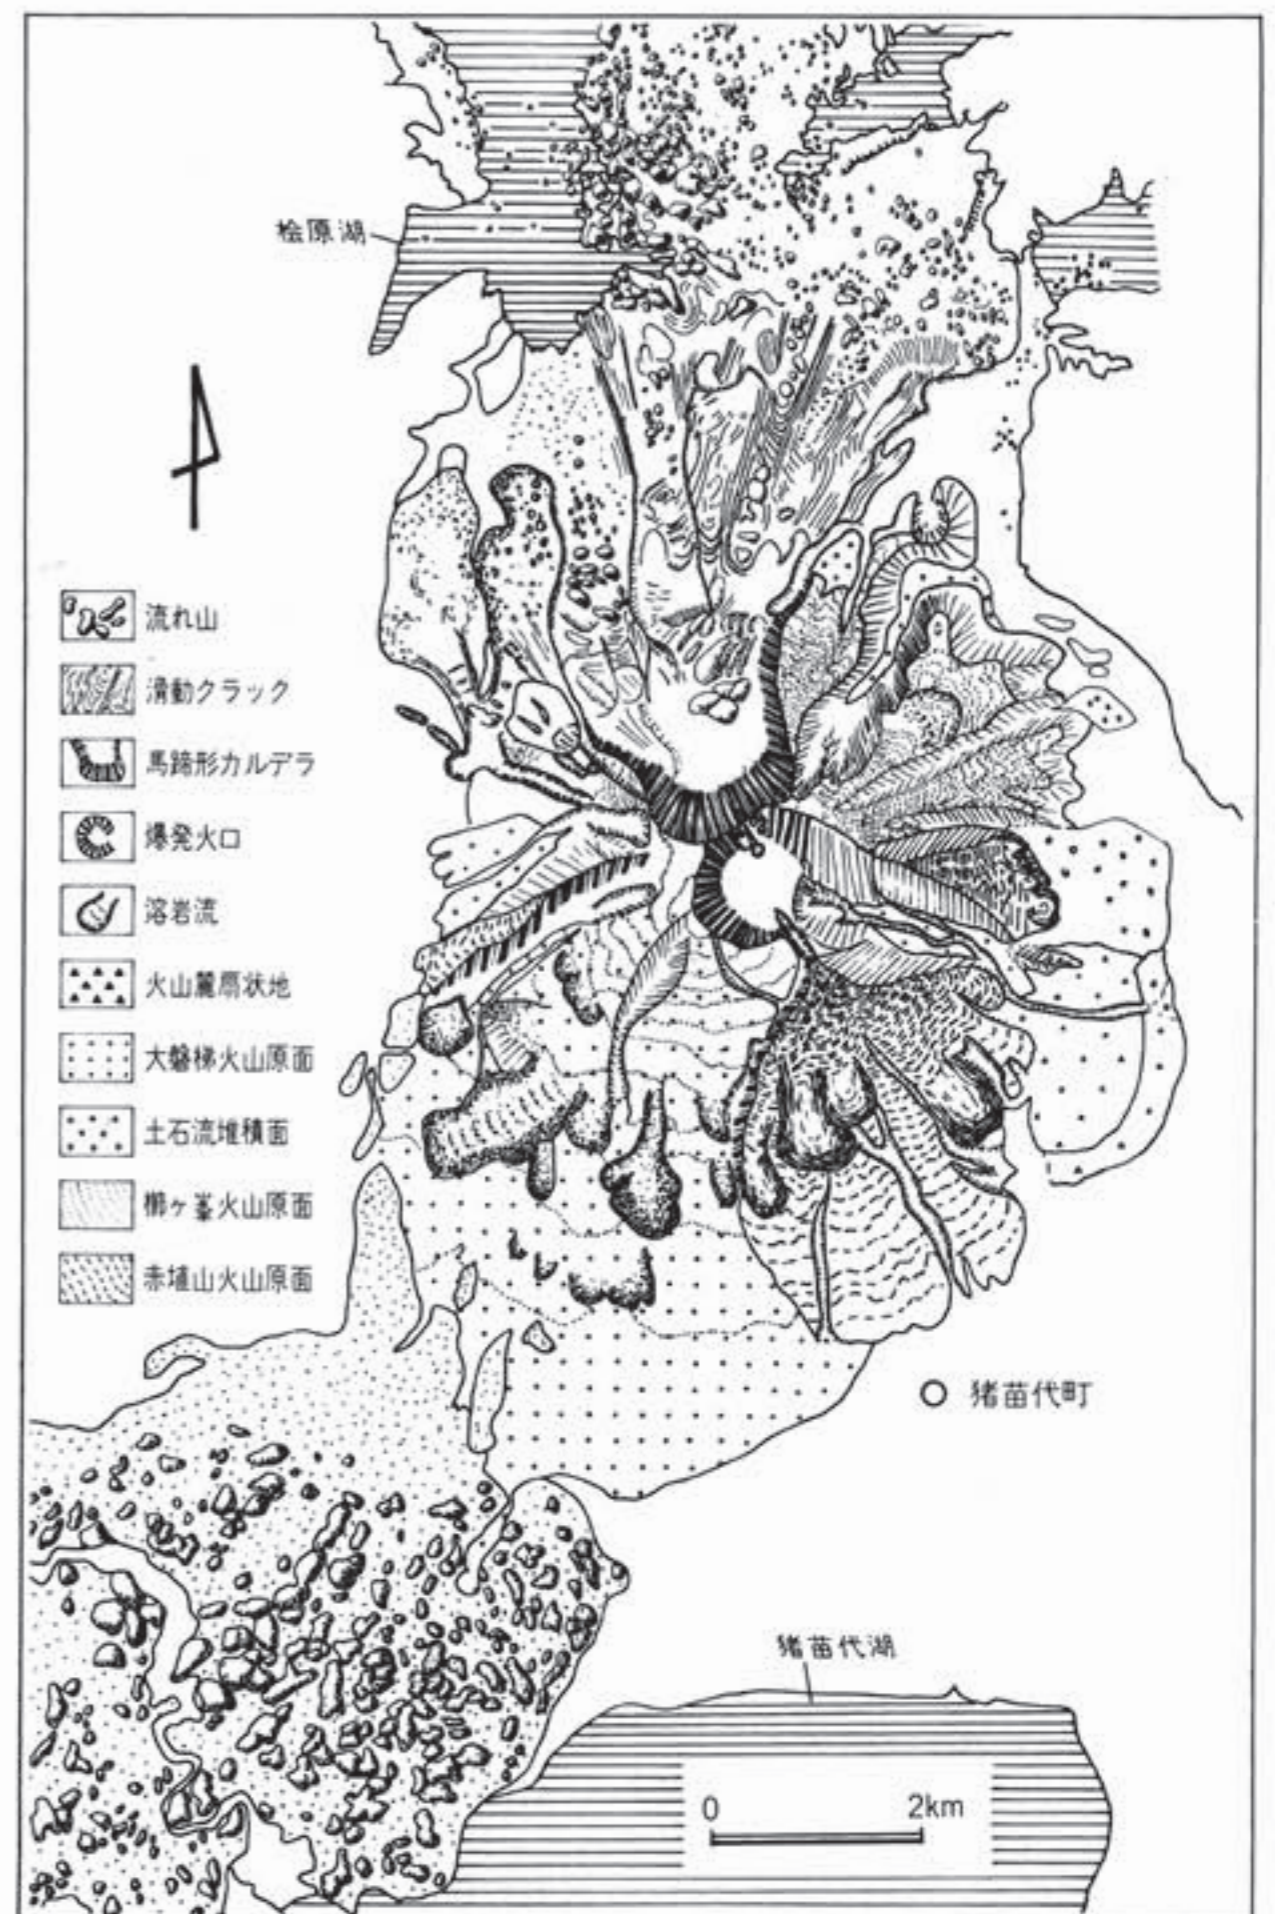 桧原湖
流れ山
滑動クラック
馬蹄形カルデラ
爆発火口
溶岩流
火山麓扇状地
大磐梯火山原面
土石流堆積面
櫛ヶ峯火山原面
赤埴山火山原面
猪苗代町
猪苗代湖
0 2km